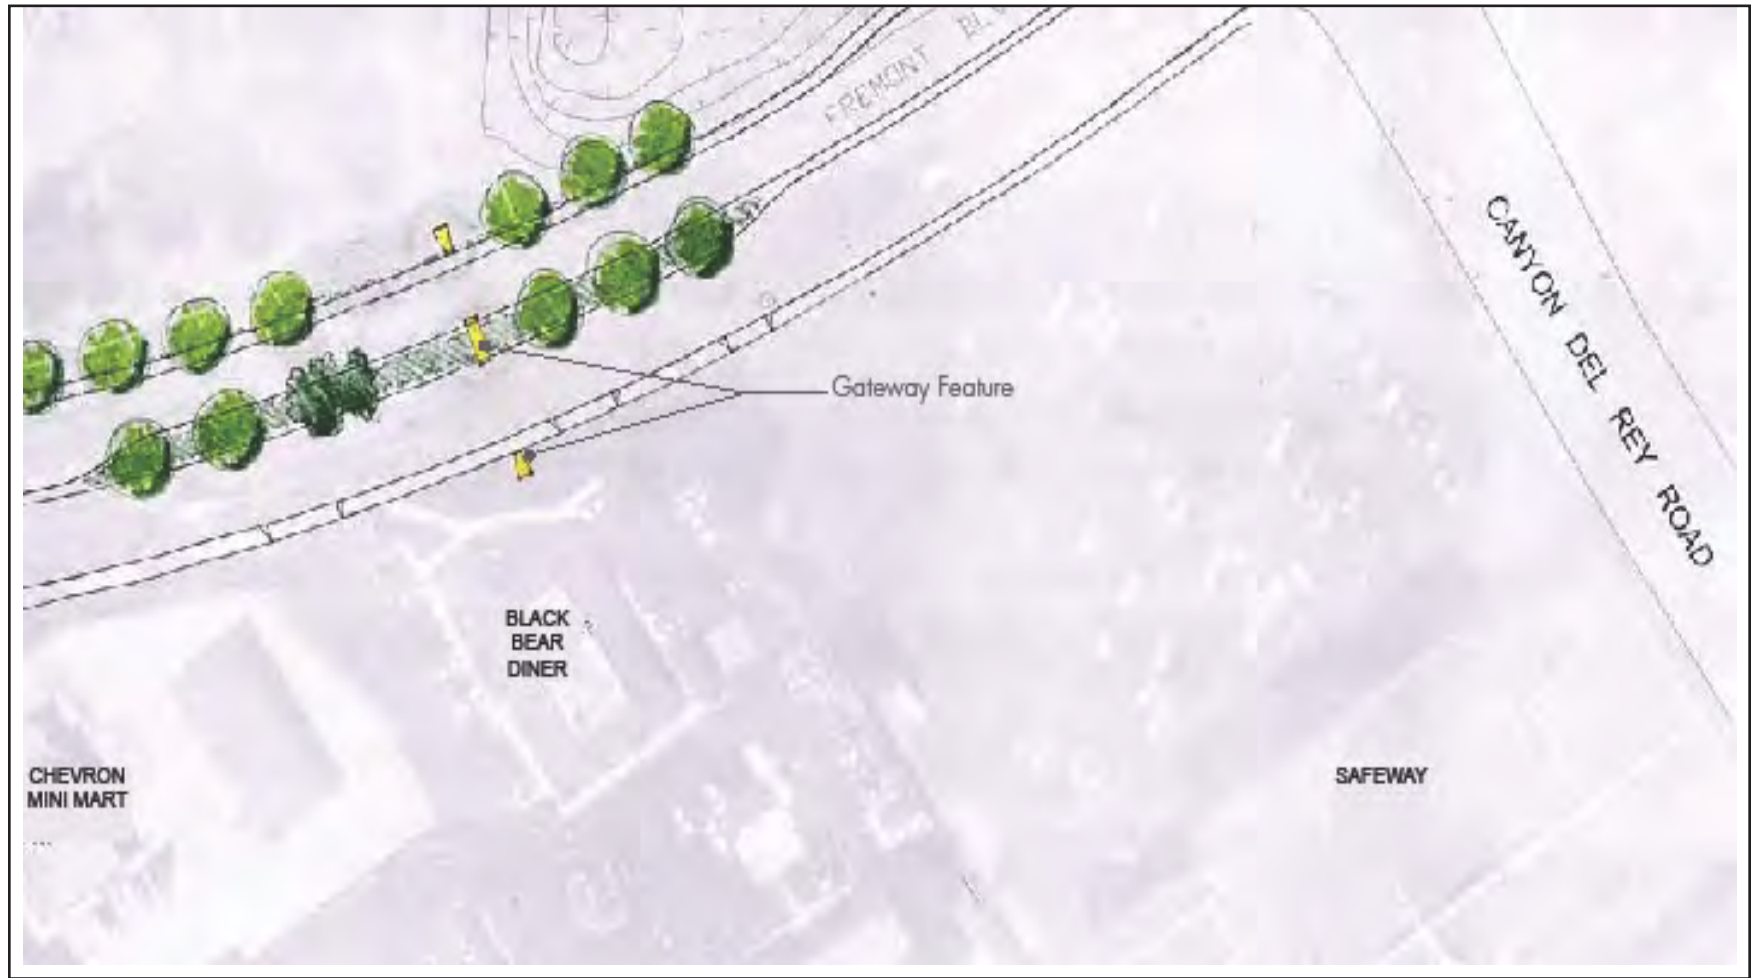 FREMONT
Gateway Feature
CANYON DEL REY ROAD
BLACK
BEAR
DINER
CHEVRON
MINI MART
SAFEWAY